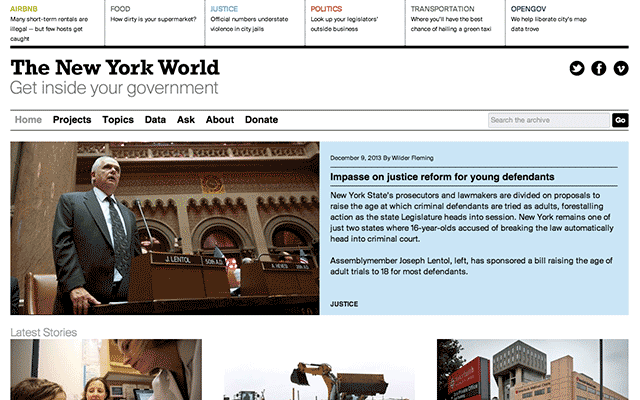 AIRBNB
Many short-term rentals are
illegal — but few hosts get
caught
FOOD
How dirty is your supermarket?
JUSTICE
Official numbers understate
violence in city jails
POLITICS
Look up your legislators'
outside business
TRANSPORTATION
Where you'll have the best
chance of hailing a green taxi
OPENGOV
We help liberate city's map
data trove
The New York World
Get inside your government
Home Projects Topics Data Ask About Donate
Search the archive Go
December 9, 2013 By Wilder Fleming
Impasse on justice reform for young defendants
New York State's prosecutors and lawmakers are divided on proposals to
raise the age at which criminal defendants are tried as adults, forestalling
action as the state Legislature heads into session. New York remains one of
just two states where 16-year-olds accused of breaking the law automatically
head into criminal court.
Assemblymember Joseph Lentol, left, has sponsored a bill raising the age of
adult trials to 18 for most defendants.
JUSTICE
J. LENTOL
Latest Stories